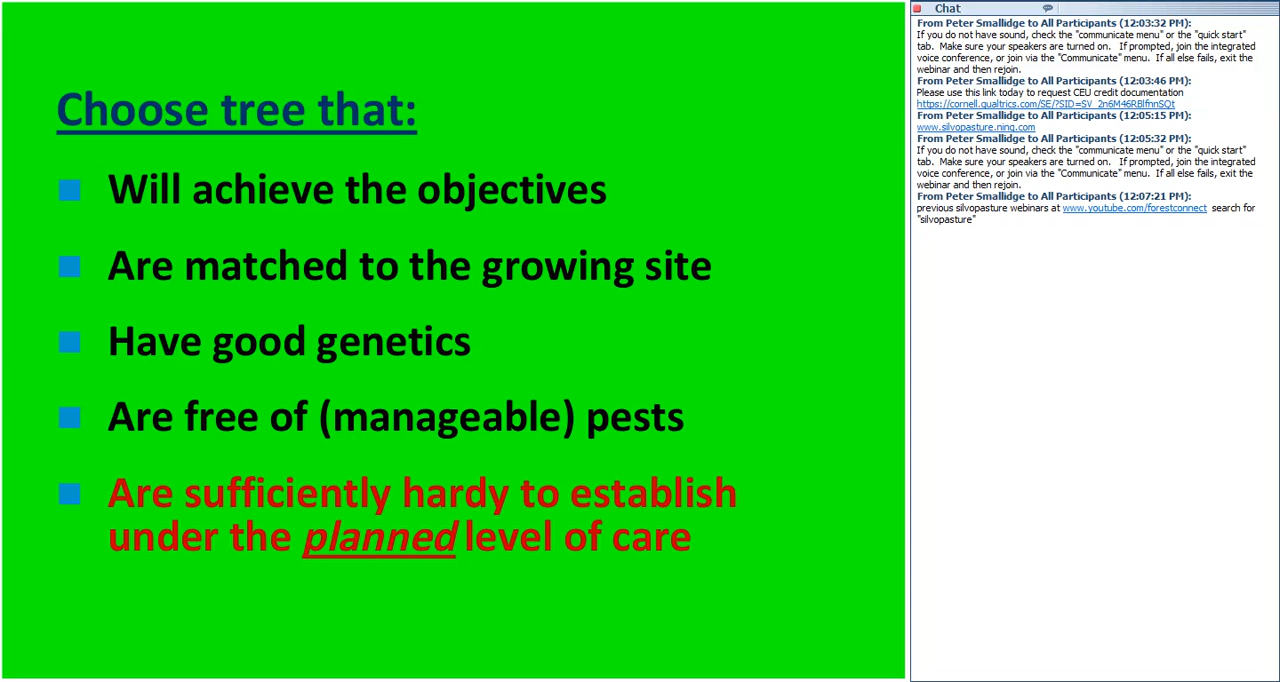 Choose tree that:
Will achieve the objectives
Are matched to the growing site
Have good genetics
Are free of (manageable) pests
Are sufficiently hardy to establish
under the planned level of care
Chat
From Peter Smallidge to All Participants (12:03:32 PM):
If you do not have sound, check the "communicate menu" or the "quick start"
tab. Make sure your speakers are turned on. If prompted, join the integrated
voice conference, or join via the "Communicate" menu. If all else fails, exit the
webinar and then rejoin.
From Peter Smallidge to All Participants (12:03:46 PM):
Please use this link today to request CEU credit documentation
https://cornell.qualtrics.com/SE/?SID=SV_2n6M46RBlfnnSQt
From Peter Smallidge to All Participants (12:05:15 PM):
www.silvopasture.ning.com
From Peter Smallidge to All Participants (12:05:32 PM):
If you do not have sound, check the "communicate menu" or the "quick start"
tab. Make sure your speakers are turned on. If prompted, join the integrated
voice conference, or join via the "Communicate" menu. If all else fails, exit the
webinar and then rejoin.
From Peter Smallidge to All Participants (12:07:21 PM):
previous silvopasture webinars at www.youtube.com/forestconnect search for
"silvopasture"